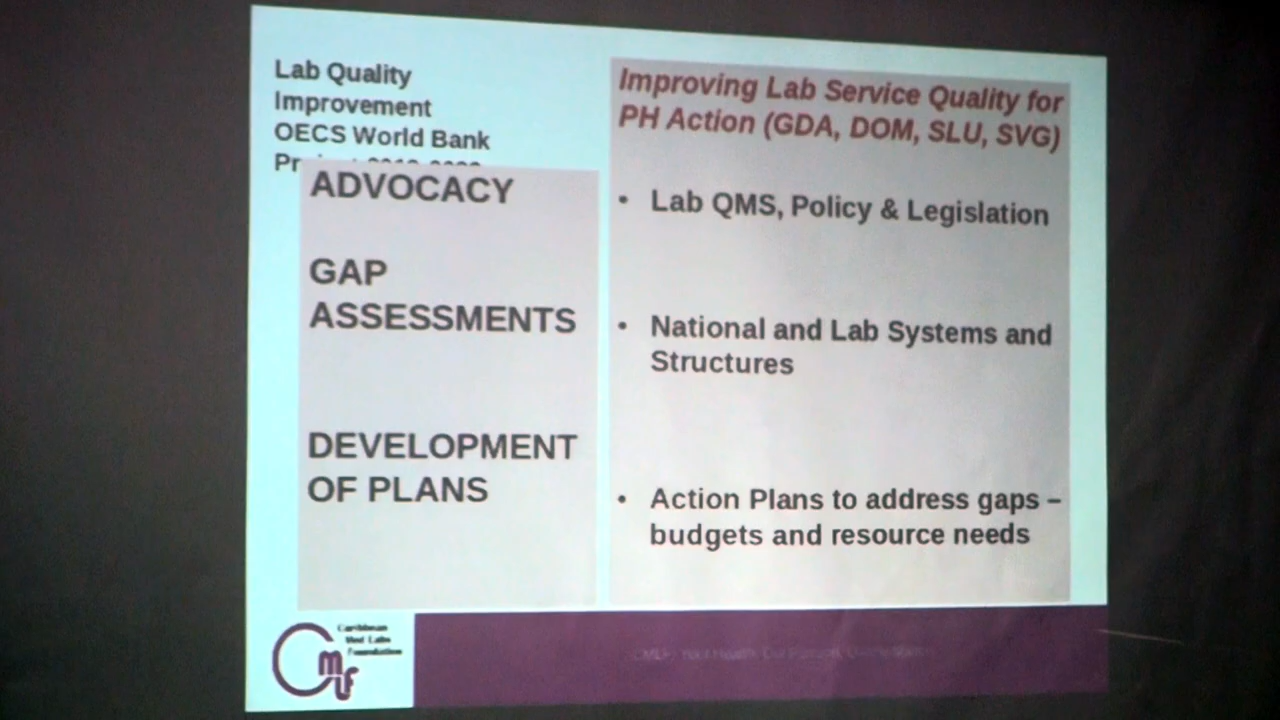 Lab Quality
Improvement
OECS World Bank
ADVOCACY
GAP
ASSESSMENTS
DEVELOPMENT
OF PLANS
Improving Lab Service Quality for
PH Action (GDA, DOM, SLU, SVG)
• Lab QMS, Policy & Legislation
• National and Lab Systems and
Structures
• Action Plans to address gaps –
budgets and resource needs
Caribbean
Med Labs
Foundation
cmlf